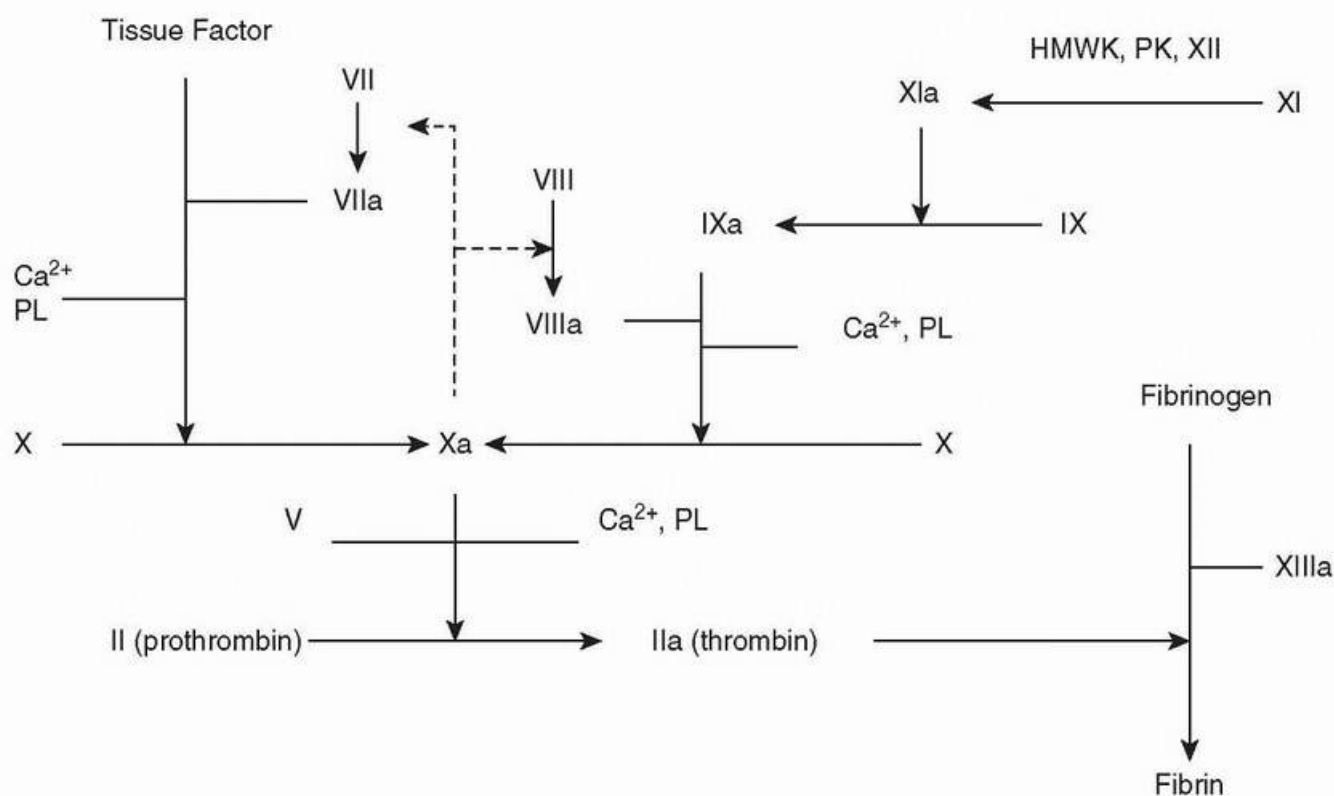 Tissue Factor
HMWK, PK, XII
VII
XIa
XI
VIII
VIIa
IXa
IX
Ca²⁺
PL
VIIIa
Ca²⁺, PL
Fibrinogen
X
Xa
X
V
Ca²⁺, PL
XIIIa
II (prothrombin)
IIa (thrombin)
Fibrin